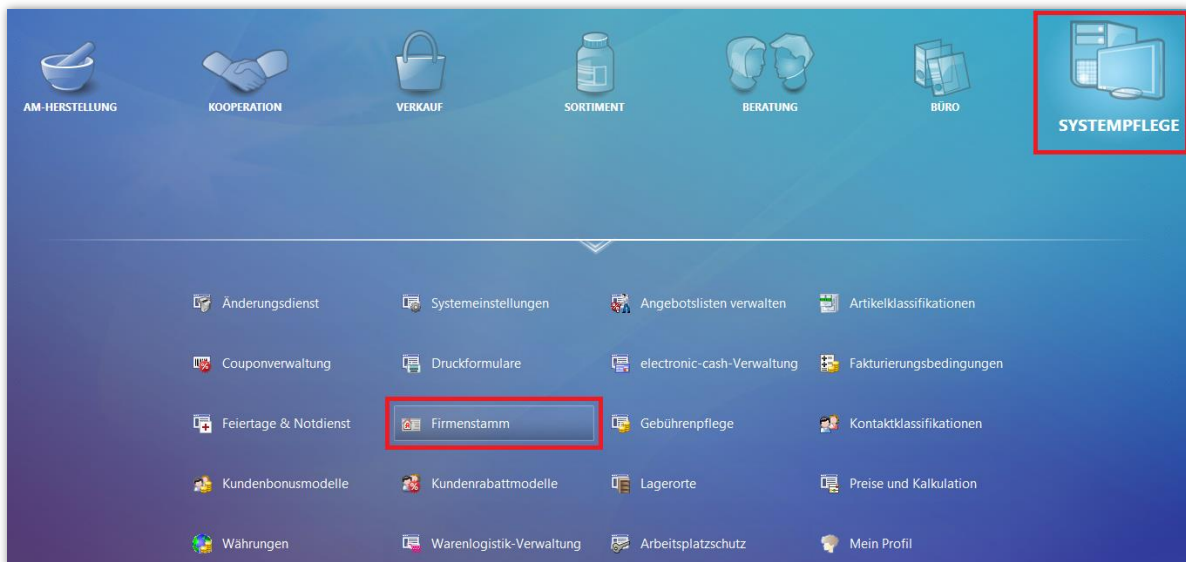 AM-HERSTELLUNG KOOPERATION VERKAUF SORTIMENT BERATUNG BÜRO
SYSTEMPFLEGE
Änderungsdienst Systemeinstellungen Angebotslisten verwalten Artikelklassifikationen
Couponverwaltung Druckformulare electronic-cash-Verwaltung Fakturierungsbedingungen
Feiertage & Notdienst Firmenstamm Gebührenpflege Kontaktklassifikationen
Kundenbonusmodelle Kundenrabattmodelle Lagerorte Preise und Kalkulation
Währungen Warenlogistik-Verwaltung Arbeitsplatzschutz Mein Profil